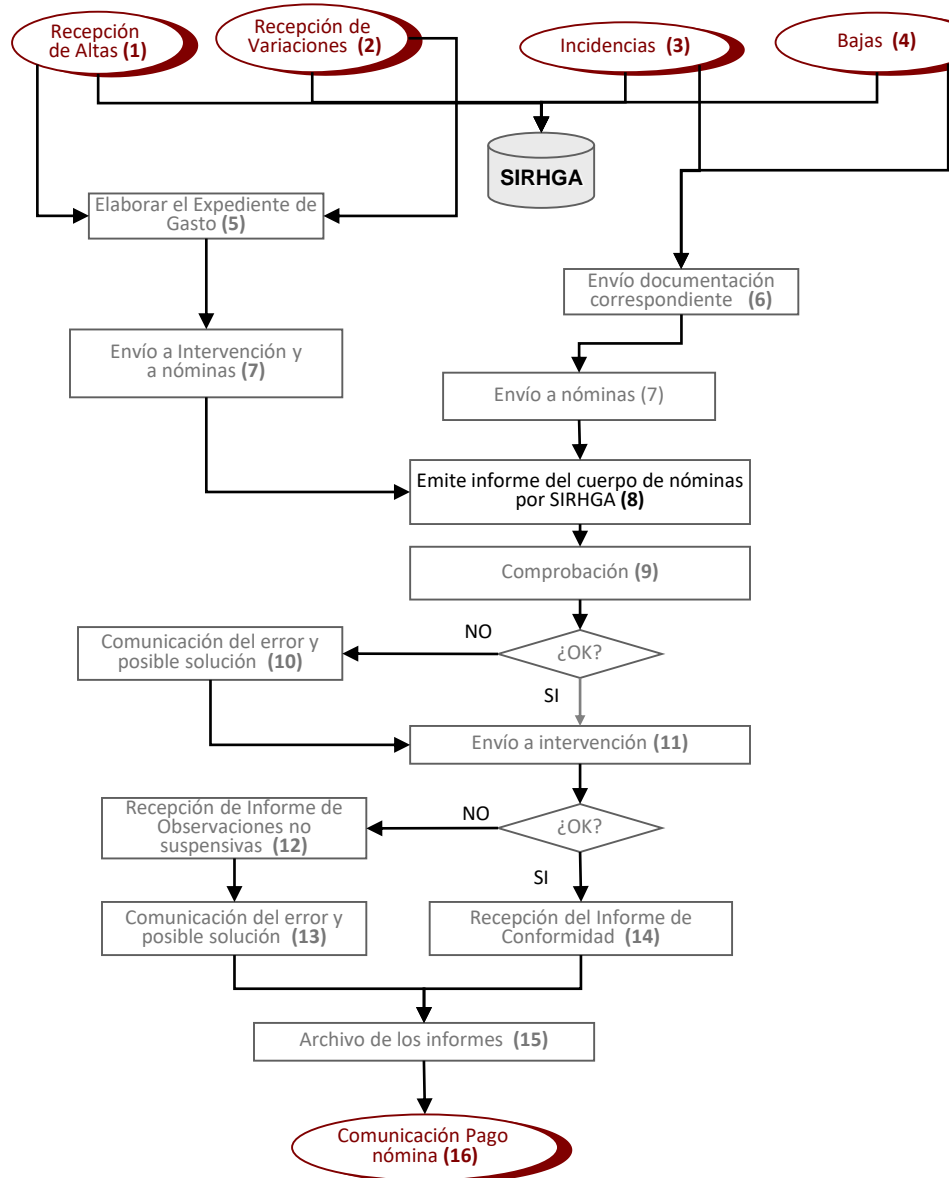 Recepción
de Altas (1)
Recepción de
Variaciones (2)
Incidencias (3)
Bajas (4)
SIRHGA
Elaborar el Expediente de
Gasto (5)
Envío documentación
correspondiente (6)
Envío a Intervención y
a nóminas (7)
Envío a nóminas (7)
Emite informe del cuerpo de nóminas
por SIRHGA (8)
Comprobación (9)
NO
¿OK?
Comunicación del error y
posible solución (10)
SI
Envío a intervención (11)
NO
¿OK?
Recepción de Informe de
Observaciones no
suspensivas (12)
SI
Comunicación del error y
posible solución (13)
Recepción del Informe de
Conformidad (14)
Archivo de los informes (15)
Comunicación Pago
nómina (16)